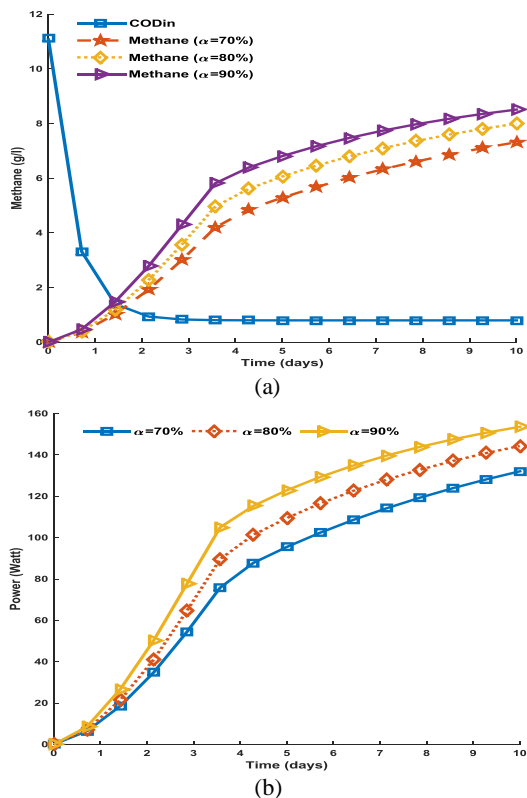 CODin
Methane (α=70%)
Methane (α=80%)
Methane (α=90%)
12
10
8
6
4
2
0
Methane (g/l)
0 1 2 3 4 5 6 7 8 9 10
Time (days)
(a)
α=70% α=80% α=90%
160
140
120
100
80
60
40
20
0
Power (Watt)
0 1 2 3 4 5 6 7 8 9 10
Time (days)
(b)